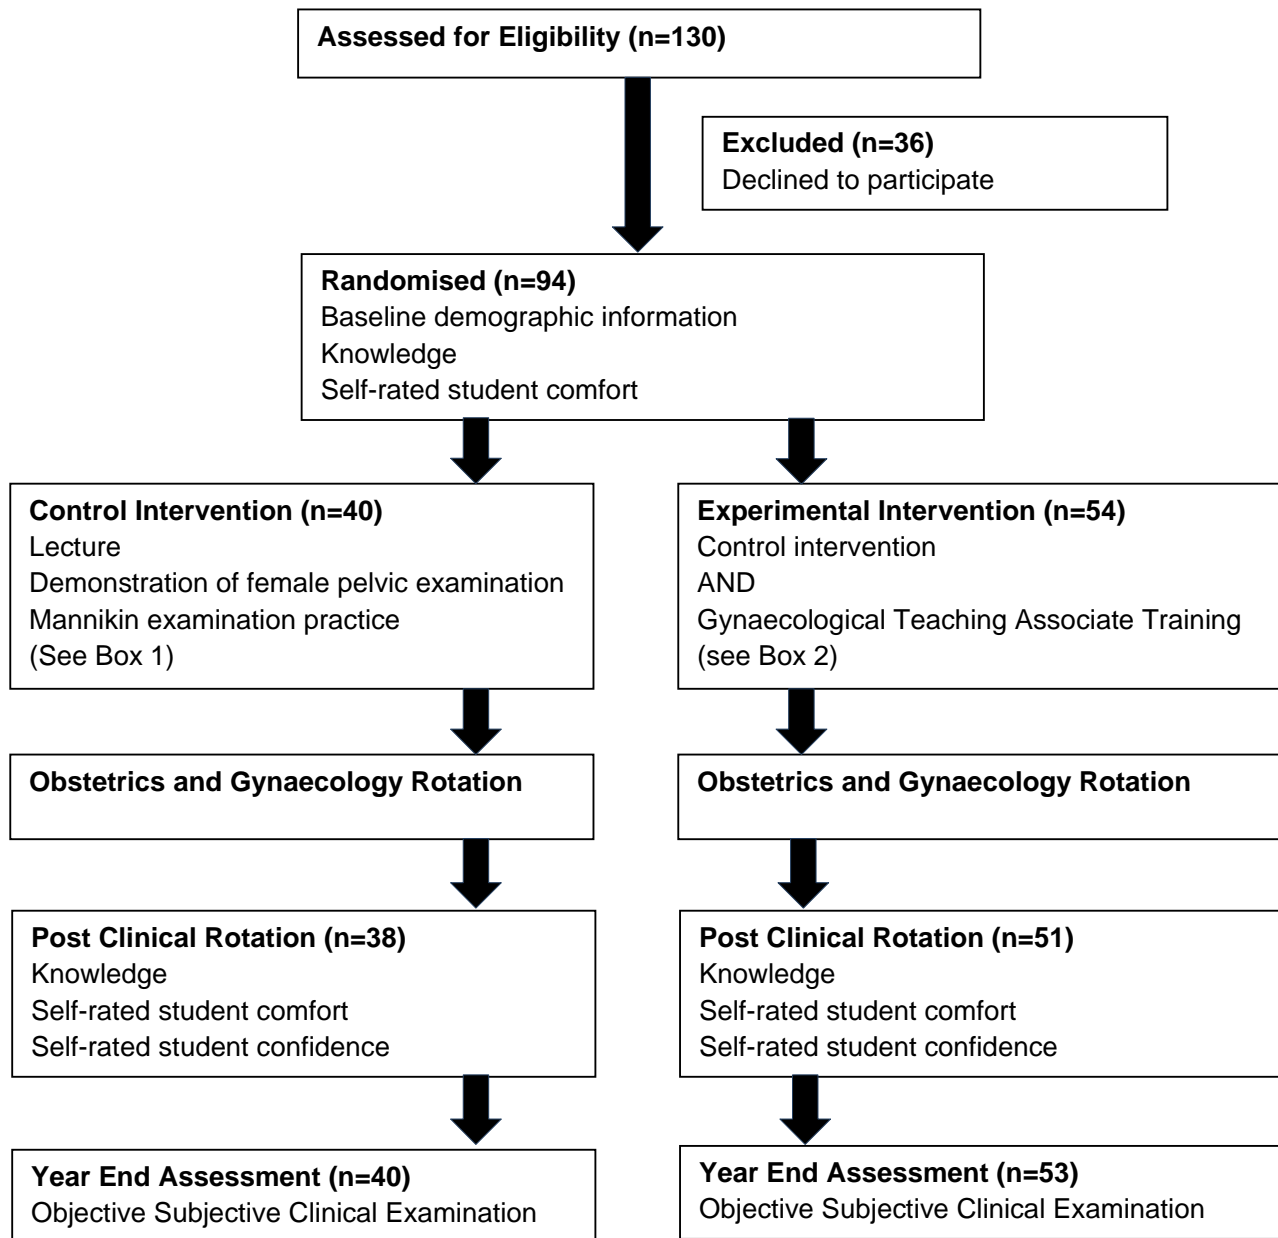 Assessed for Eligibility (n=130)
Excluded (n=36)
Declined to participate
Randomised (n=94)
Baseline demographic information
Knowledge
Self-rated student comfort
Control Intervention (n=40)
Lecture
Demonstration of female pelvic examination
Mannikin examination practice
(See Box 1)
Experimental Intervention (n=54)
Control intervention
AND
Gynaecological Teaching Associate Training
(see Box 2)
Obstetrics and Gynaecology Rotation
Obstetrics and Gynaecology Rotation
Post Clinical Rotation (n=38)
Knowledge
Self-rated student comfort
Self-rated student confidence
Post Clinical Rotation (n=51)
Knowledge
Self-rated student comfort
Self-rated student confidence
Year End Assessment (n=40)
Objective Subjective Clinical Examination
Year End Assessment (n=53)
Objective Subjective Clinical Examination